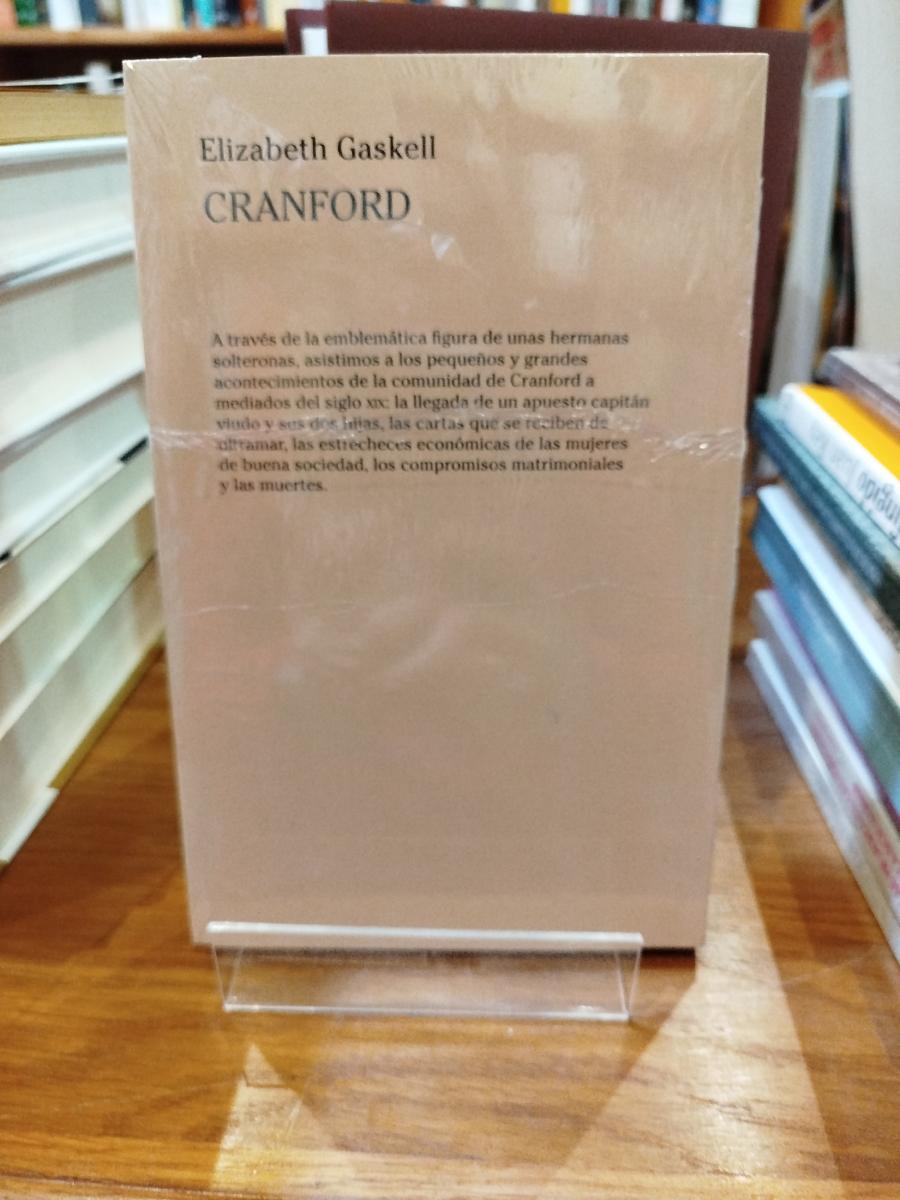 Elizabeth Gaskell
CRANFORD
A través de la emblemática figura de unas hermanas
solteronas, asistimos a los pequeños y grandes
acontecimientos de la comunidad de Cranford a
mediados del siglo XIX: la llegada de un apuesto capitán
viudo y sus dos hijas, las cartas que se reciben de
ultramar, las estrecheces económicas de las mujeres
de buena sociedad, los compromisos matrimoniales
y las muertes.